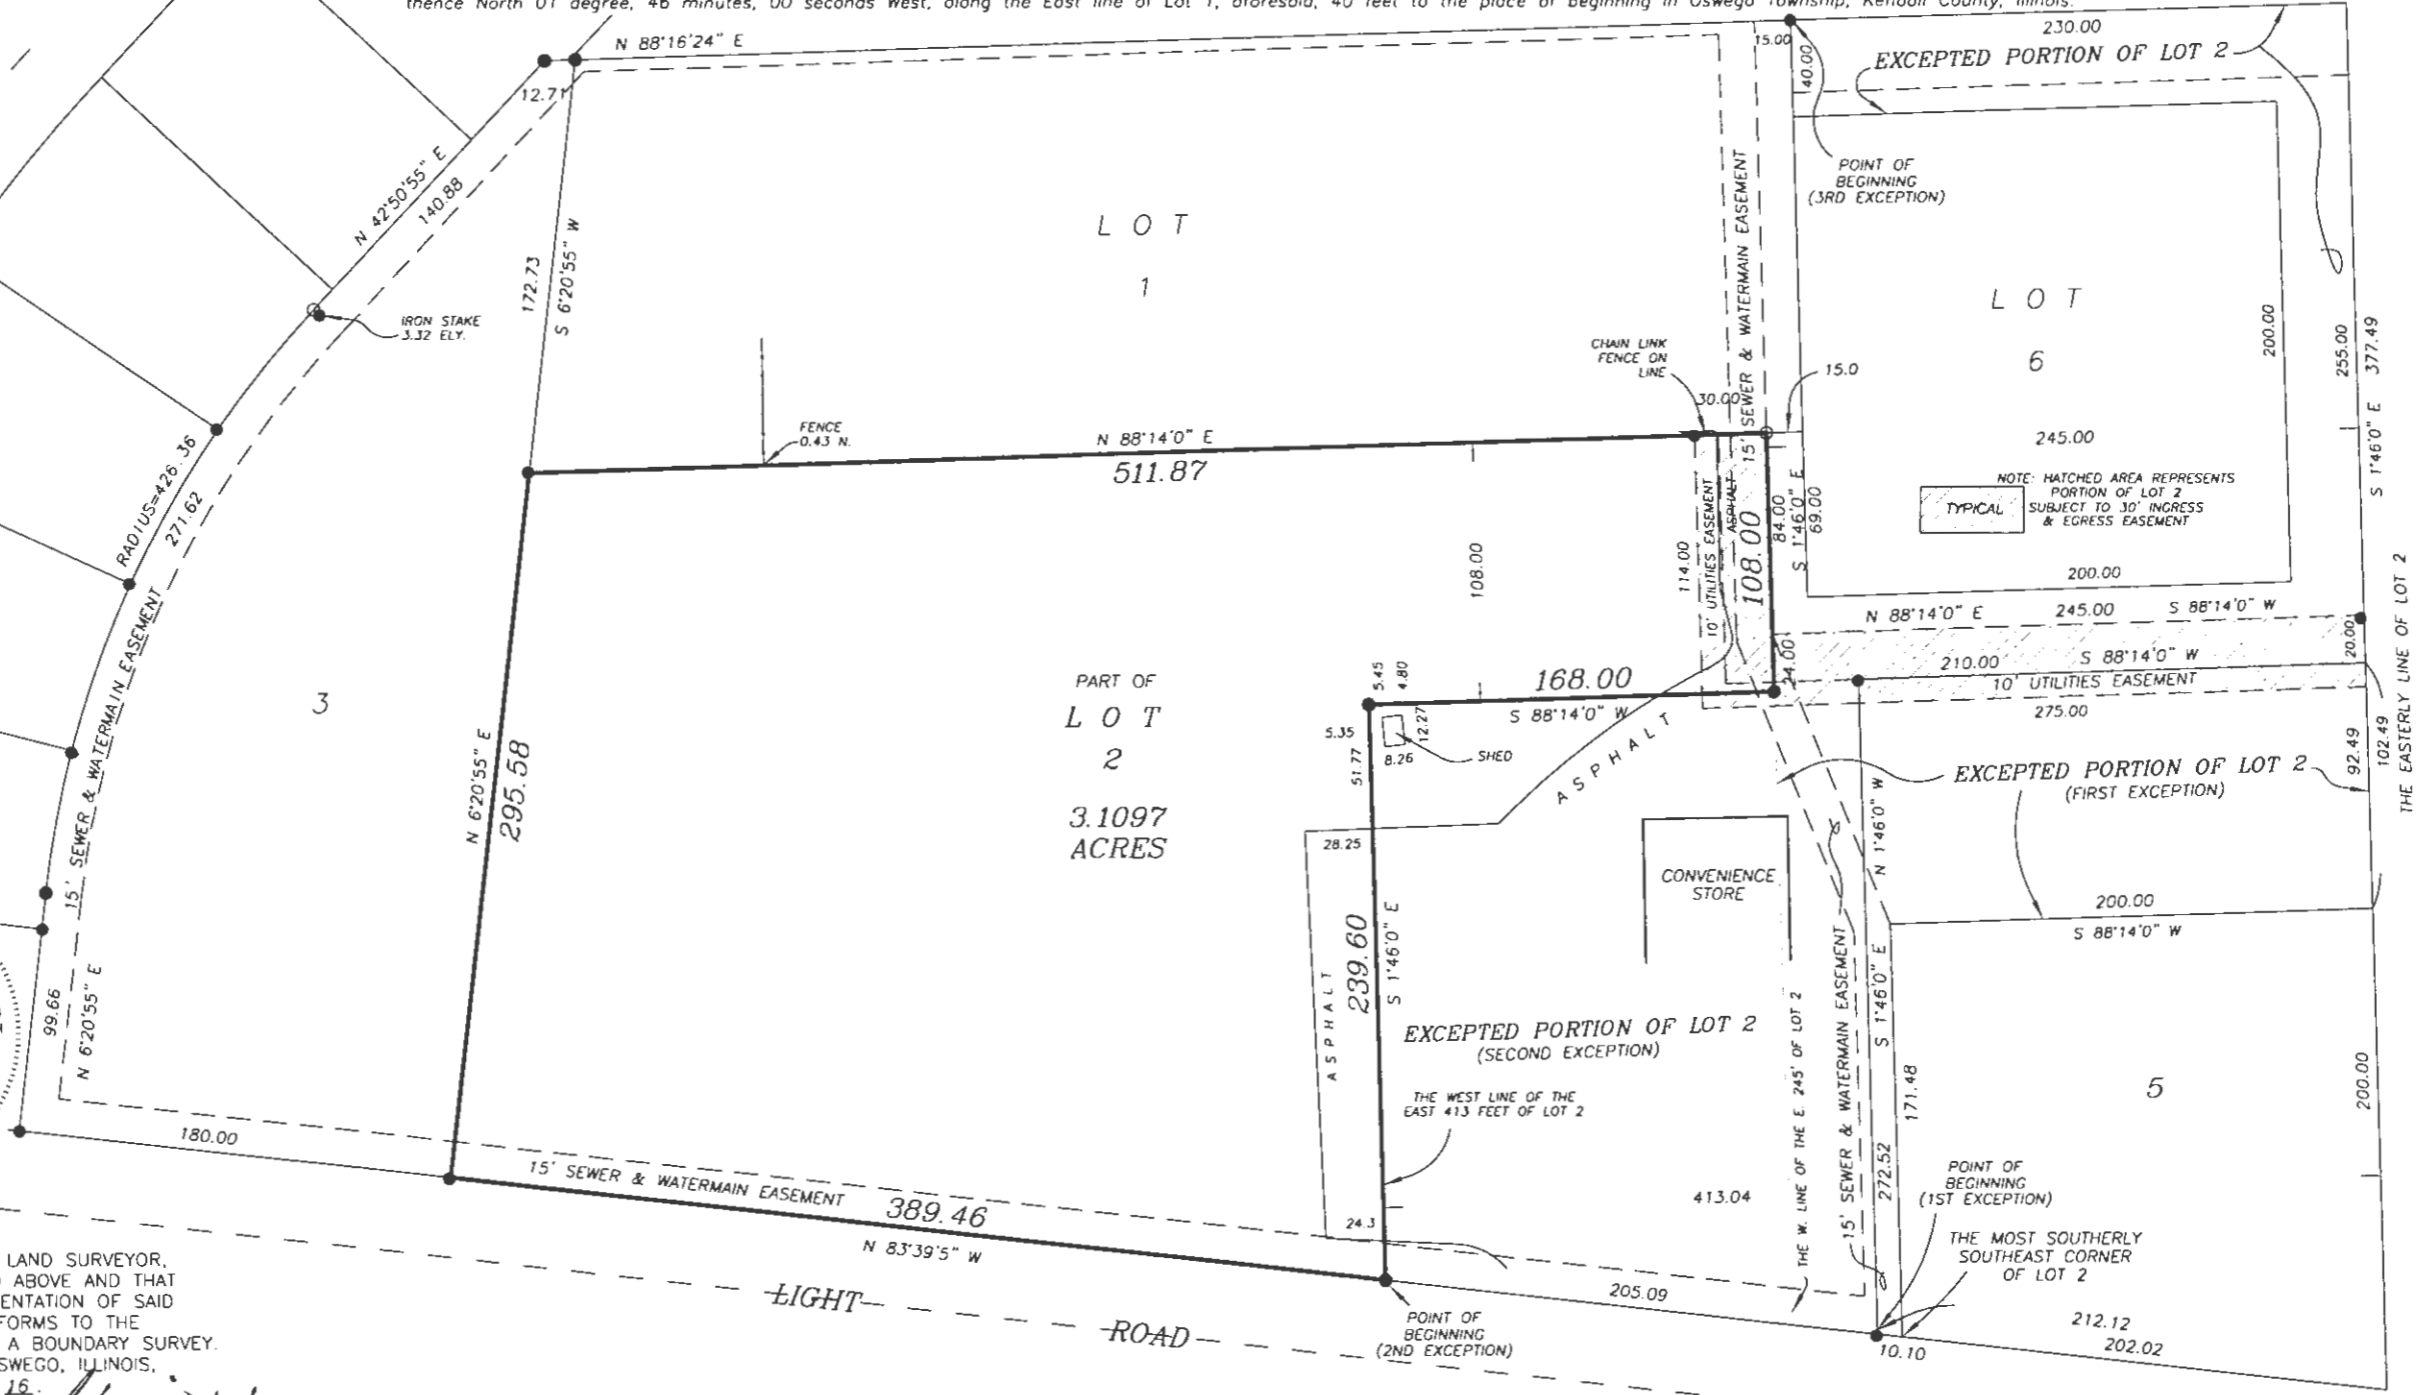 thence North 01 degree, 46 minutes, 00 seconds West, along the East line of Lot 1, aforesaid, 40 feet to the place of beginning in Oswego Township, Kendall County, Illinois.
N 88°16'24" E
12.71
N 42°50'55" E
140.88
172.73
S 6°20'55" W
IRON STAKE
3.32 ELY.
RADIUS=426.36
271.62
15' SEWER & WATERMAIN EASEMENT
3
99.66
N 6°20'55" E
180.00
LOT
1
FENCE
0.43 N.
N 88°14'0" E
511.87
CHAIN LINK
FENCE ON
LINE
30.00
15.00
40.00
15' SEWER & WATERMAIN EASEMENT
230.00
EXCEPTED PORTION OF LOT 2
POINT OF
BEGINNING
(3RD EXCEPTION)
LOT
6
15.0
200.00
255.00
377.49
S 1°46'0" E
245.00
NOTE: HATCHED AREA REPRESENTS
PORTION OF LOT 2
SUBJECT TO 30' INGRESS
& EGRESS EASEMENT
TYPICAL
200.00
N 88°14'0" E
245.00
S 88°14'0" W
20.00
210.00
S 88°14'0" W
10' UTILITIES EASEMENT
275.00
THE EASTERLY LINE OF LOT 2
108.00
114.00
10' UTILITIES EASEMENT
ASPHALT
108.00
84.00
S 1°46'0" E
69.00
24.00
PART OF
LOT
2
3.1097
ACRES
N 6°20'55" E
295.58
5.45
4.80
168.00
S 88°14'0" W
5.35
12.27
8.26
SHED
51.77
ASPHALT
28.25
239.60
S 1°46'0" E
ASPHALT
24.3
CONVENIENCE
STORE
EXCEPTED PORTION OF LOT 2
(FIRST EXCEPTION)
92.49
102.49
N 1°46'0" W
200.00
S 88°14'0" W
EXCEPTED PORTION OF LOT 2
(SECOND EXCEPTION)
THE WEST LINE OF THE
EAST 413 FEET OF LOT 2
413.04
THE W. LINE OF THE E. 245' OF LOT 2
15' SEWER & WATERMAIN EASEMENT
S 1°46'0" E
171.48
272.52
5
200.00
POINT OF
BEGINNING
(1ST EXCEPTION)
THE MOST SOUTHERLY
SOUTHEAST CORNER
OF LOT 2
15' SEWER & WATERMAIN EASEMENT
389.46
N 83°39'5" W
205.09
212.12
202.02
10.10
POINT OF
BEGINNING
(2ND EXCEPTION)
LIGHT ROAD
LAND SURVEYOR,
ABOVE AND THAT
ENTATION OF SAID
FORMS TO THE
A BOUNDARY SURVEY.
SWEGO, ILLINOIS,
16.